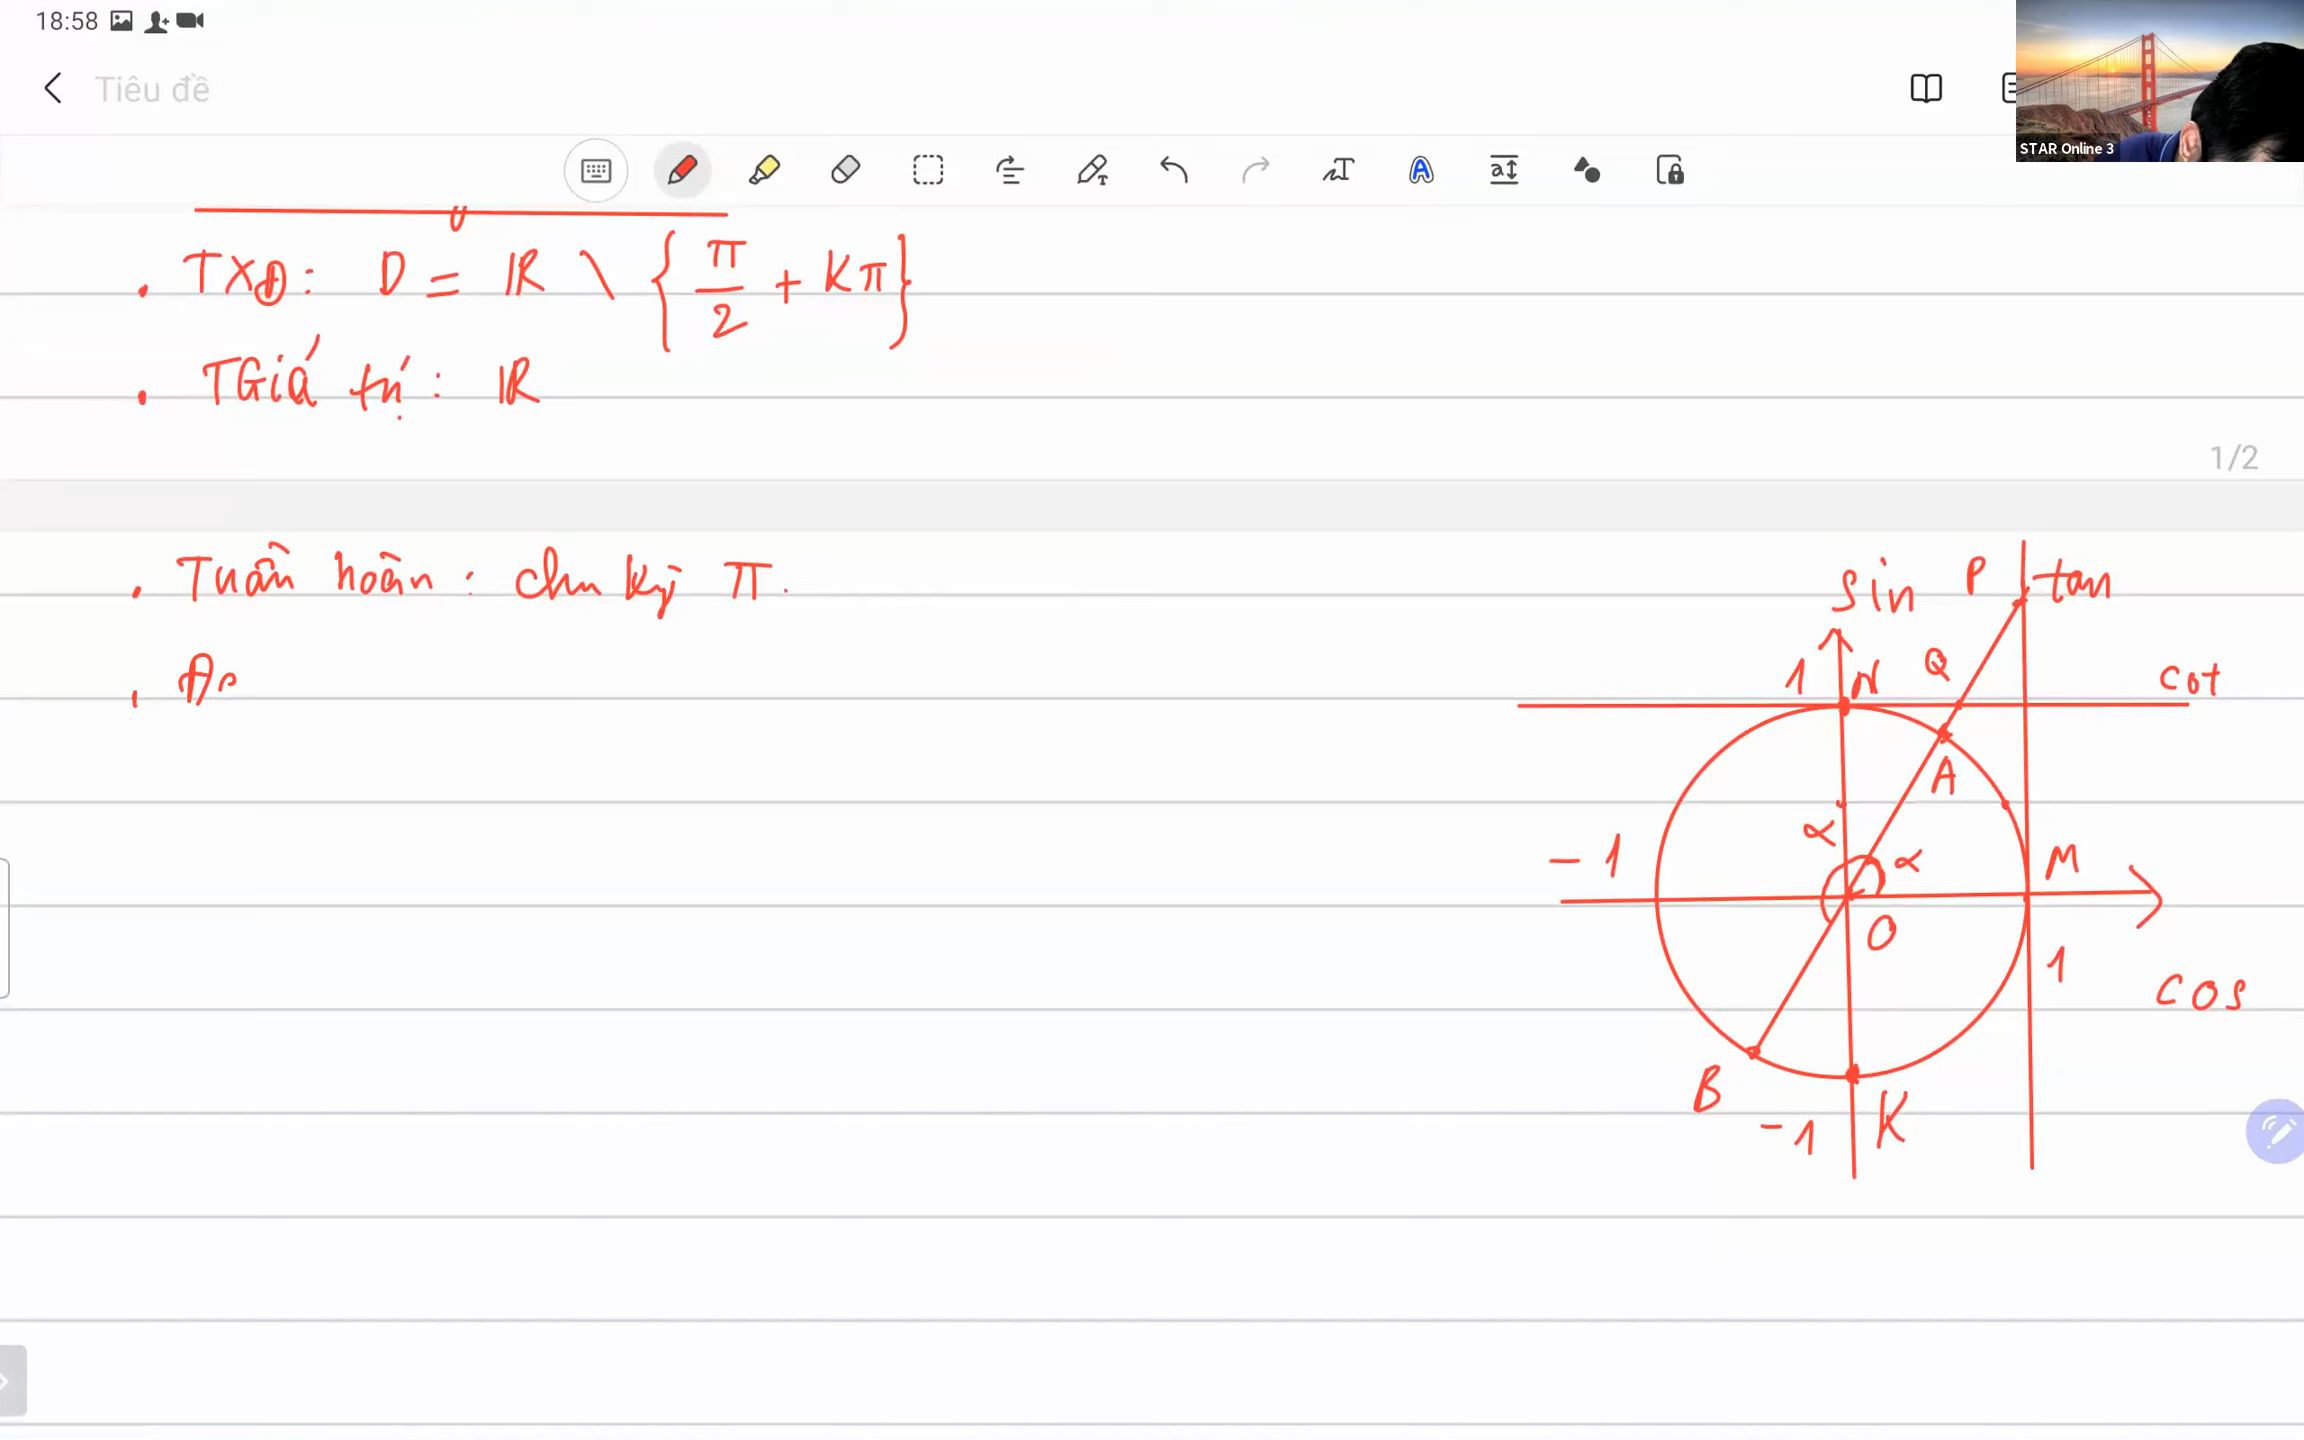 18:58
Tiêu đề
STAR Online 3
. TXĐ: D = ℝ \ { π/2 + Kπ }
. TGiá trị : ℝ
1/2
. Tuần hoàn : chu kỳ π.
sin P tan
1 N Q cot
A
α
- 1 α M
O
1
cos
B
- 1 K